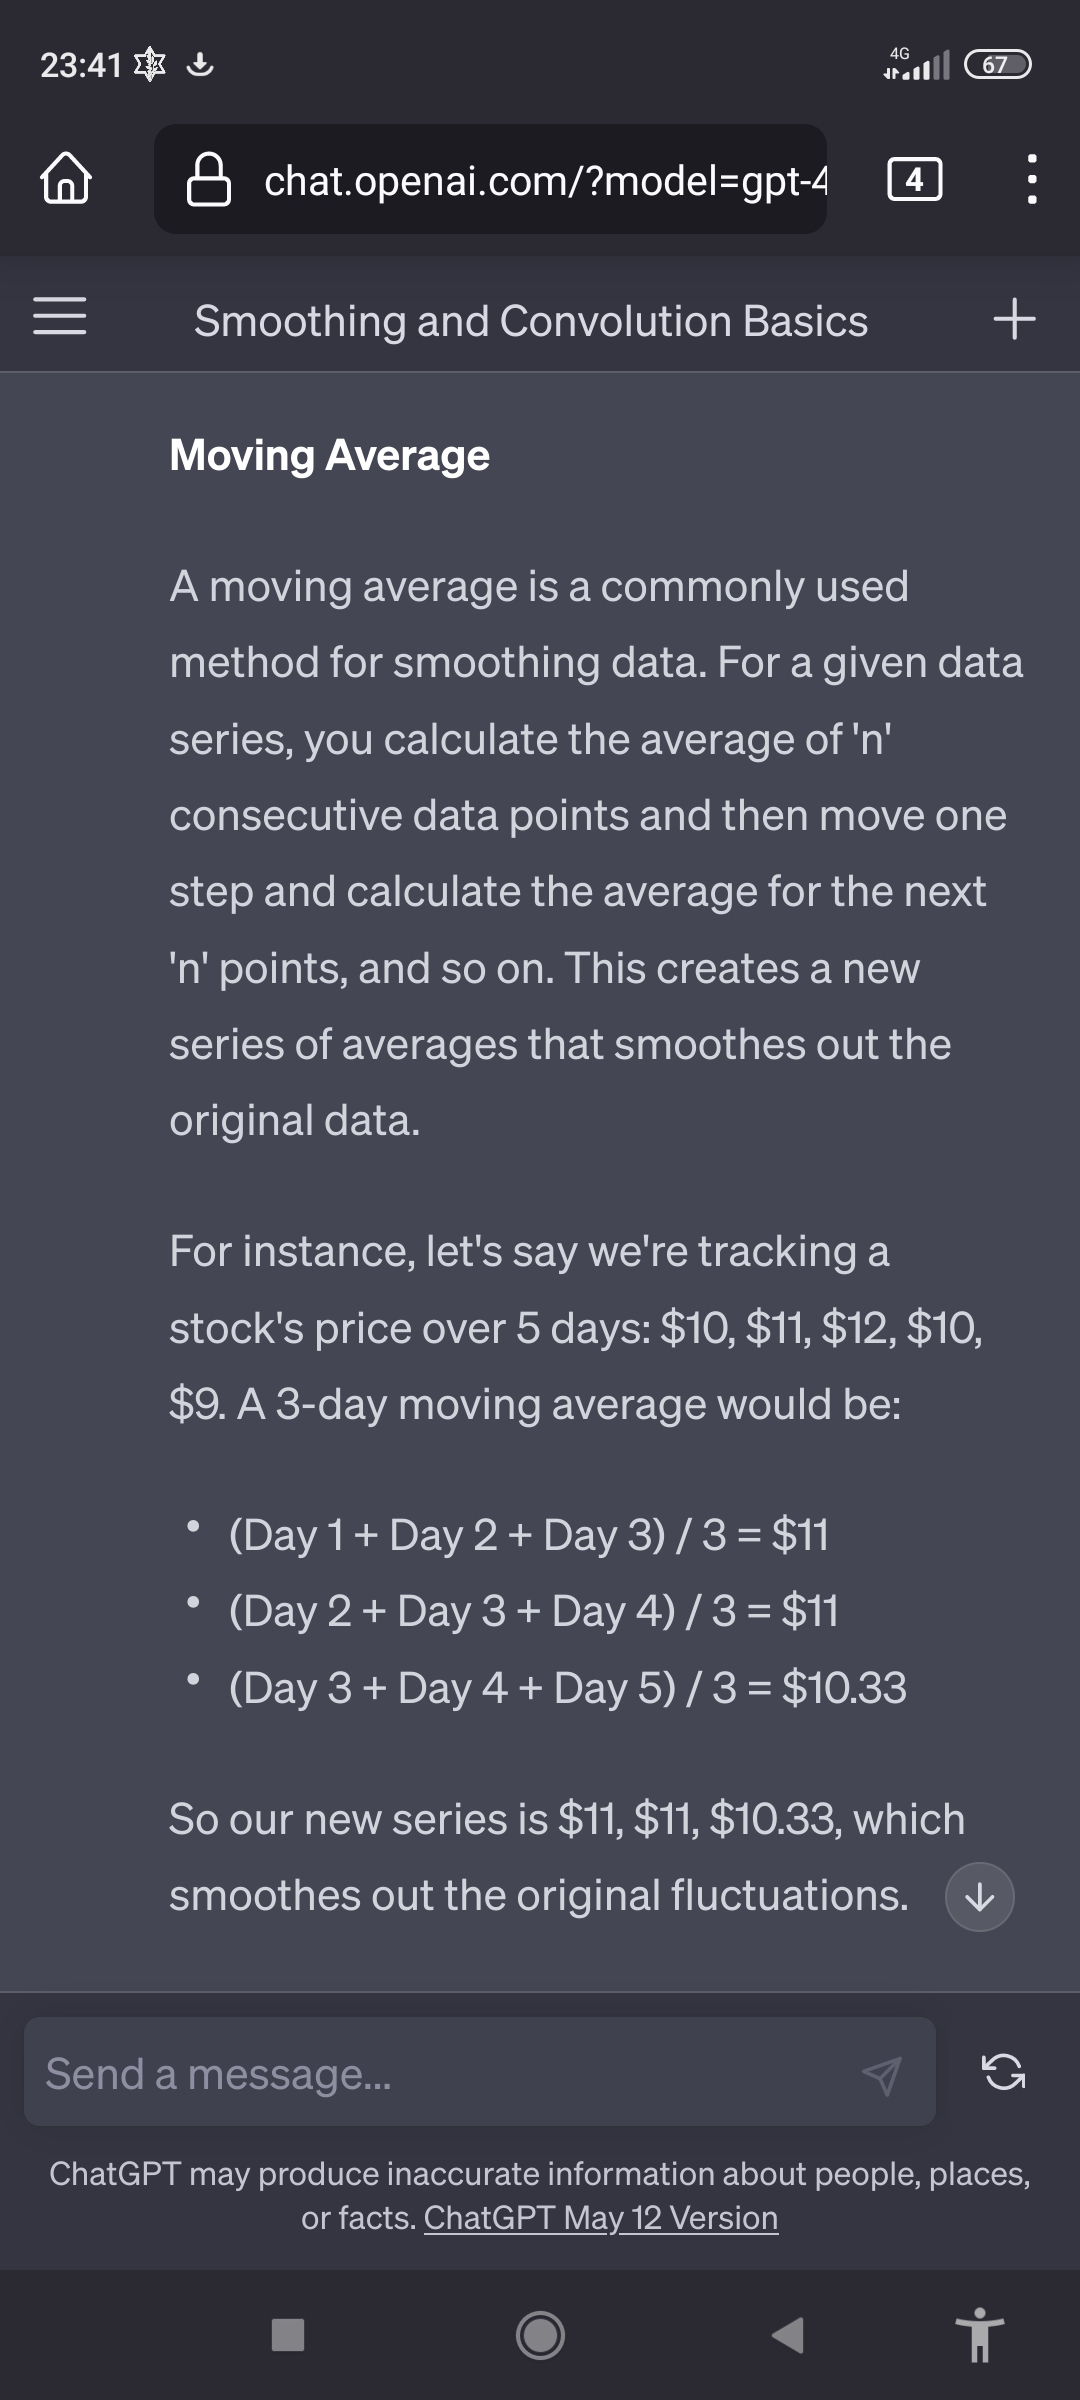 23:41
4G
67
chat.openai.com/?model=gpt-4
4
Smoothing and Convolution Basics
Moving Average
A moving average is a commonly used
method for smoothing data. For a given data
series, you calculate the average of 'n'
consecutive data points and then move one
step and calculate the average for the next
'n' points, and so on. This creates a new
series of averages that smoothes out the
original data.
For instance, let's say we're tracking a
stock's price over 5 days: $10, $11, $12, $10,
$9. A 3-day moving average would be:
• (Day 1 + Day 2 + Day 3) / 3 = $11
• (Day 2 + Day 3 + Day 4) / 3 = $11
• (Day 3 + Day 4 + Day 5) / 3 = $10.33
So our new series is $11, $11, $10.33, which
smoothes out the original fluctuations.
Send a message...
ChatGPT may produce inaccurate information about people, places,
or facts. ChatGPT May 12 Version